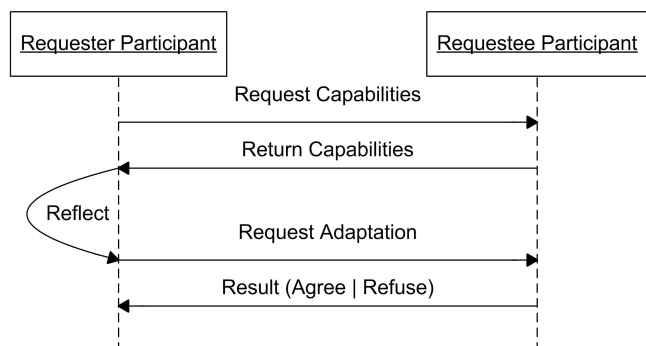 Requester Participant
Requestee Participant
Request Capabilities
Return Capabilities
Reflect
Request Adaptation
Result (Agree | Refuse)